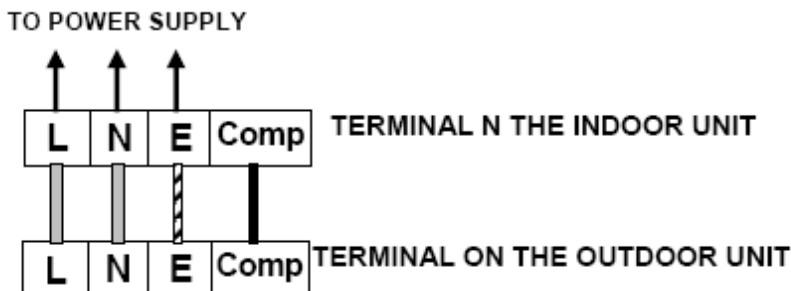 TO POWER SUPPLY
L N E Comp TERMINAL N THE INDOOR UNIT
L N E Comp TERMINAL ON THE OUTDOOR UNIT